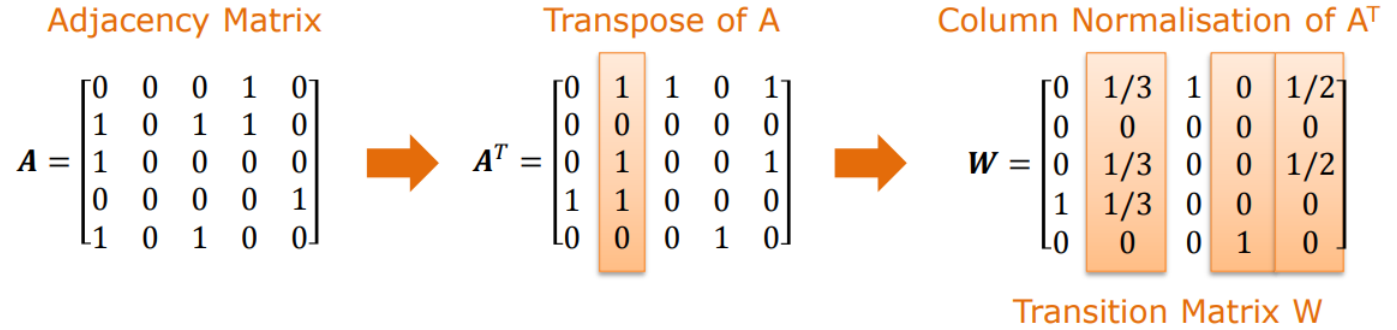 Adjacency Matrix
Transpose of A
Column Normalisation of Aᵀ
A = [0 0 0 1 0
1 0 1 1 0
1 0 0 0 0
0 0 0 0 1
1 0 1 0 0]
Aᵀ = [0 1 1 0 1
0 0 0 0 0
0 1 0 0 1
1 1 0 0 0
0 0 0 1 0]
W = [0 1/3 1 0 1/2
0 0 0 0 0
0 1/3 0 0 1/2
1 1/3 0 0 0
0 0 0 1 0]
Transition Matrix W